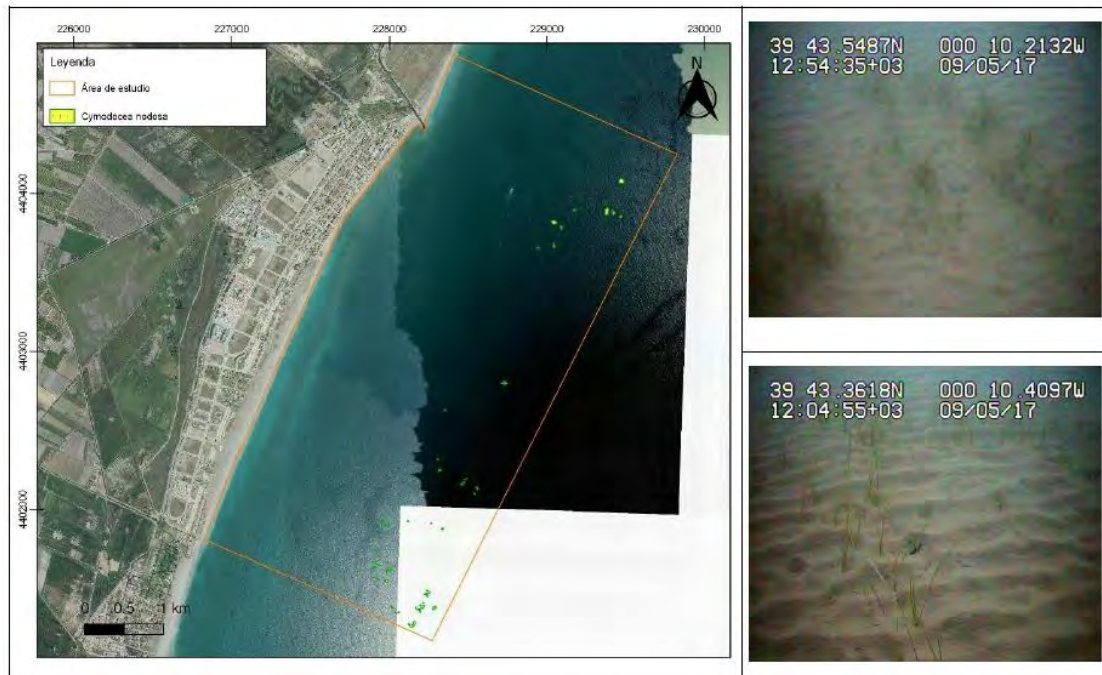 226000 227000 228000 229000 230000
Leyenda
Área de estudio
Cymodocea nodosa
N
4404000
4403000
4402000
0 0.5 1 km
39 43.5487N 000 10.2132W
12:54:35+03 09/05/17
39 43.3618N 000 10.4097W
12:04:55+03 09/05/17